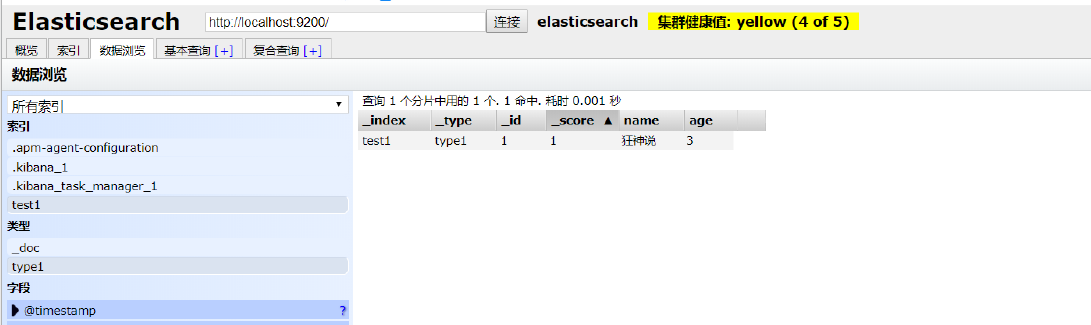 Elasticsearch http://localhost:9200/ 连接 elasticsearch 集群健康值: yellow (4 of 5)
概览 索引 数据浏览 基本查询 [+] 复合查询 [+]
数据浏览
所有索引
索引
.apm-agent-configuration
.kibana_1
.kibana_task_manager_1
test1
类型
_doc
type1
字段
@timestamp ?
查询 1 个分片中用的 1 个. 1 命中. 耗时 0.001 秒
_index _type _id _score ▲ name age
test1 type1 1 1 狂神说 3